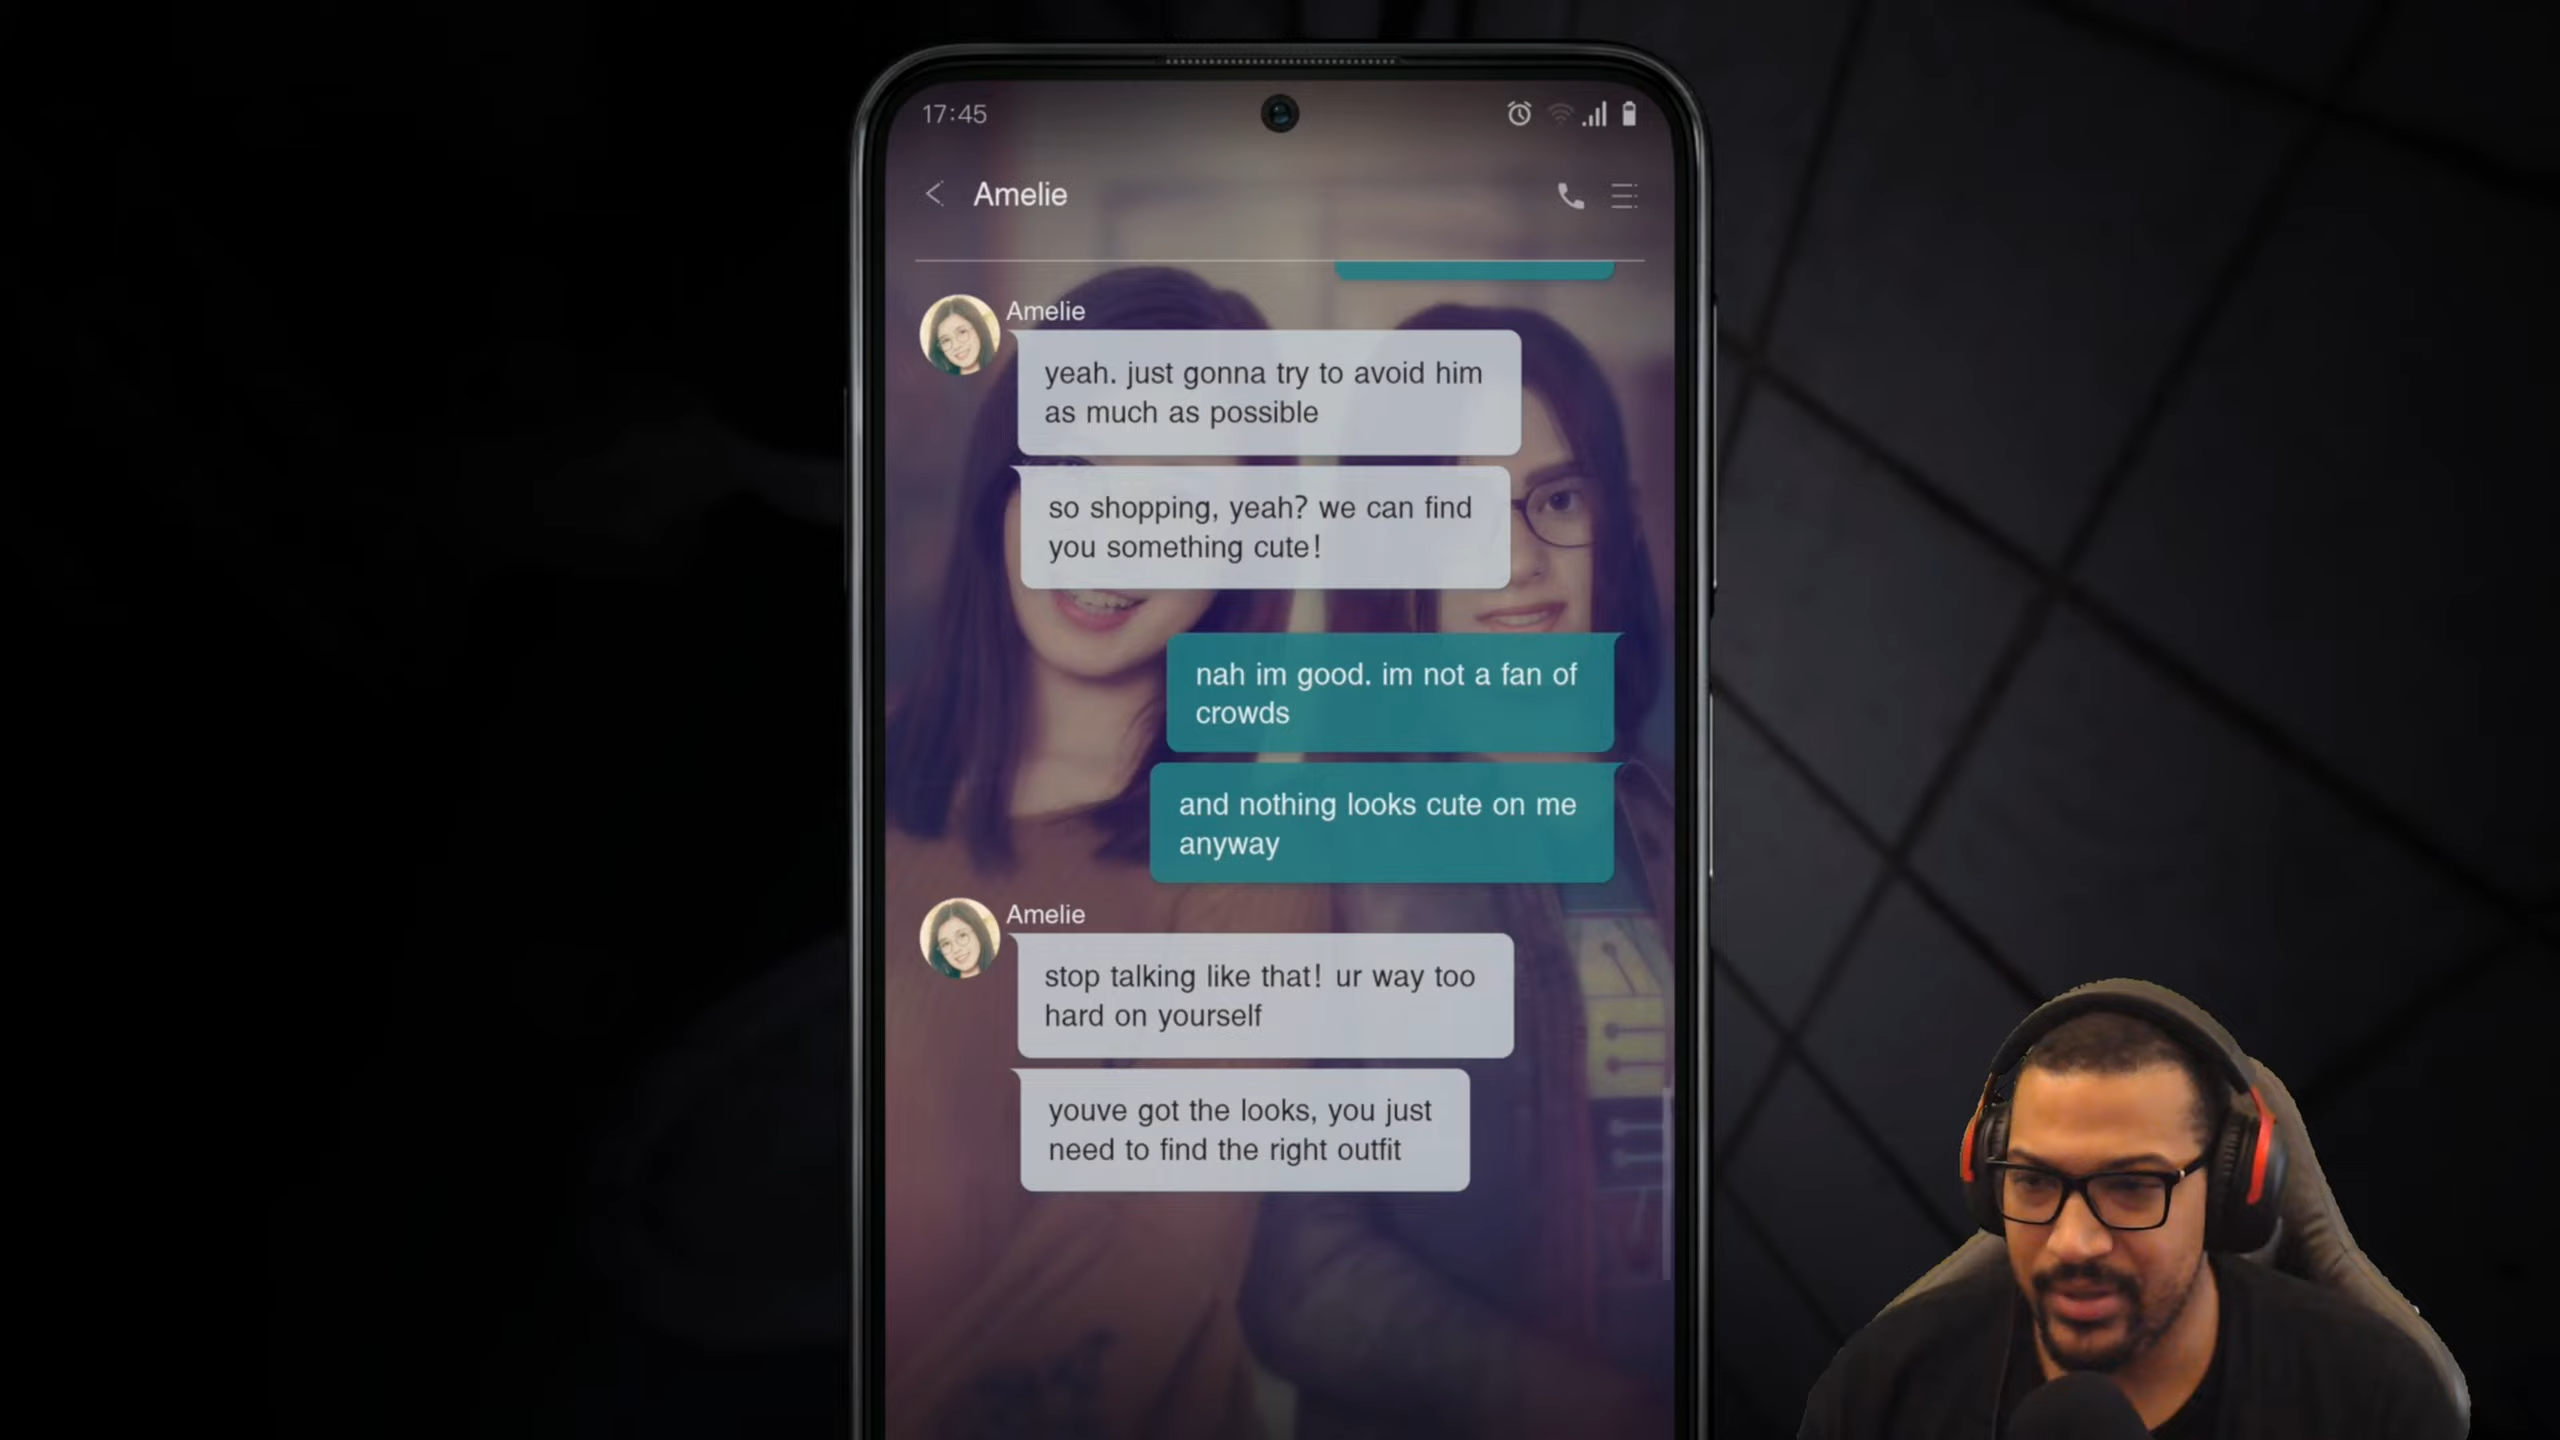 17:45
Amelie
Amelie
yeah. just gonna try to avoid him
as much as possible
so shopping, yeah? we can find
you something cute!
nah im good. im not a fan of
crowds
and nothing looks cute on me
anyway
Amelie
stop talking like that! ur way too
hard on yourself
youve got the looks, you just
need to find the right outfit